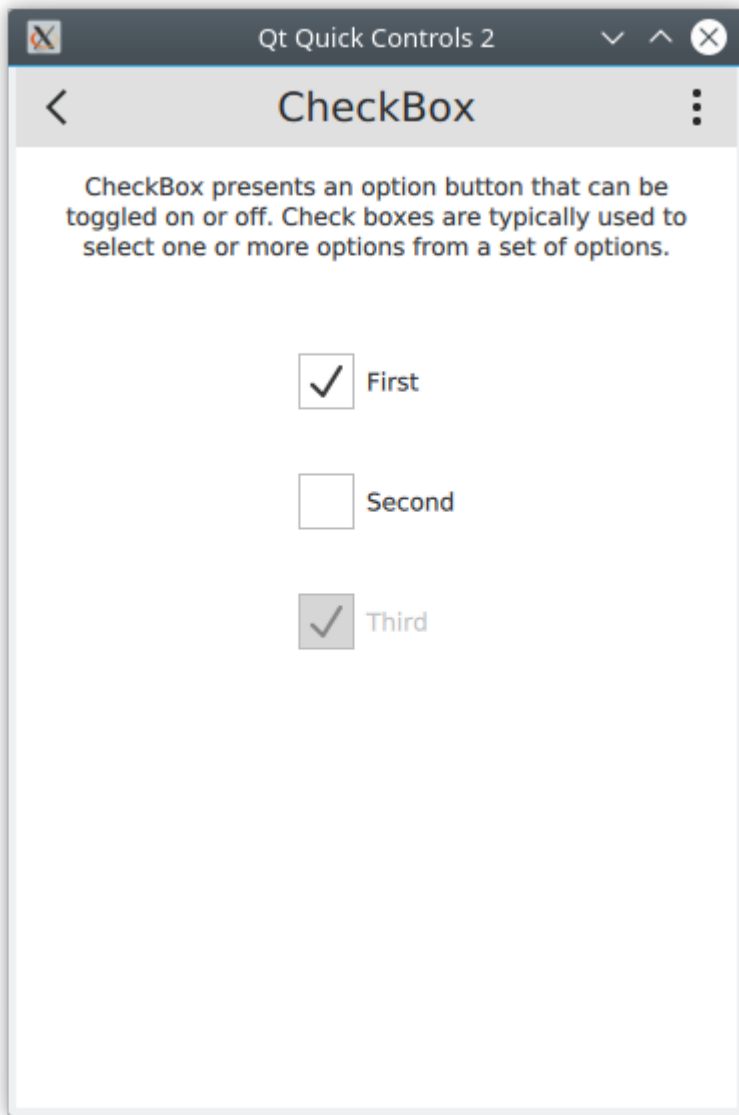 Qt Quick Controls 2
CheckBox
CheckBox presents an option button that can be
toggled on or off. Check boxes are typically used to
select one or more options from a set of options.
First
Second
Third